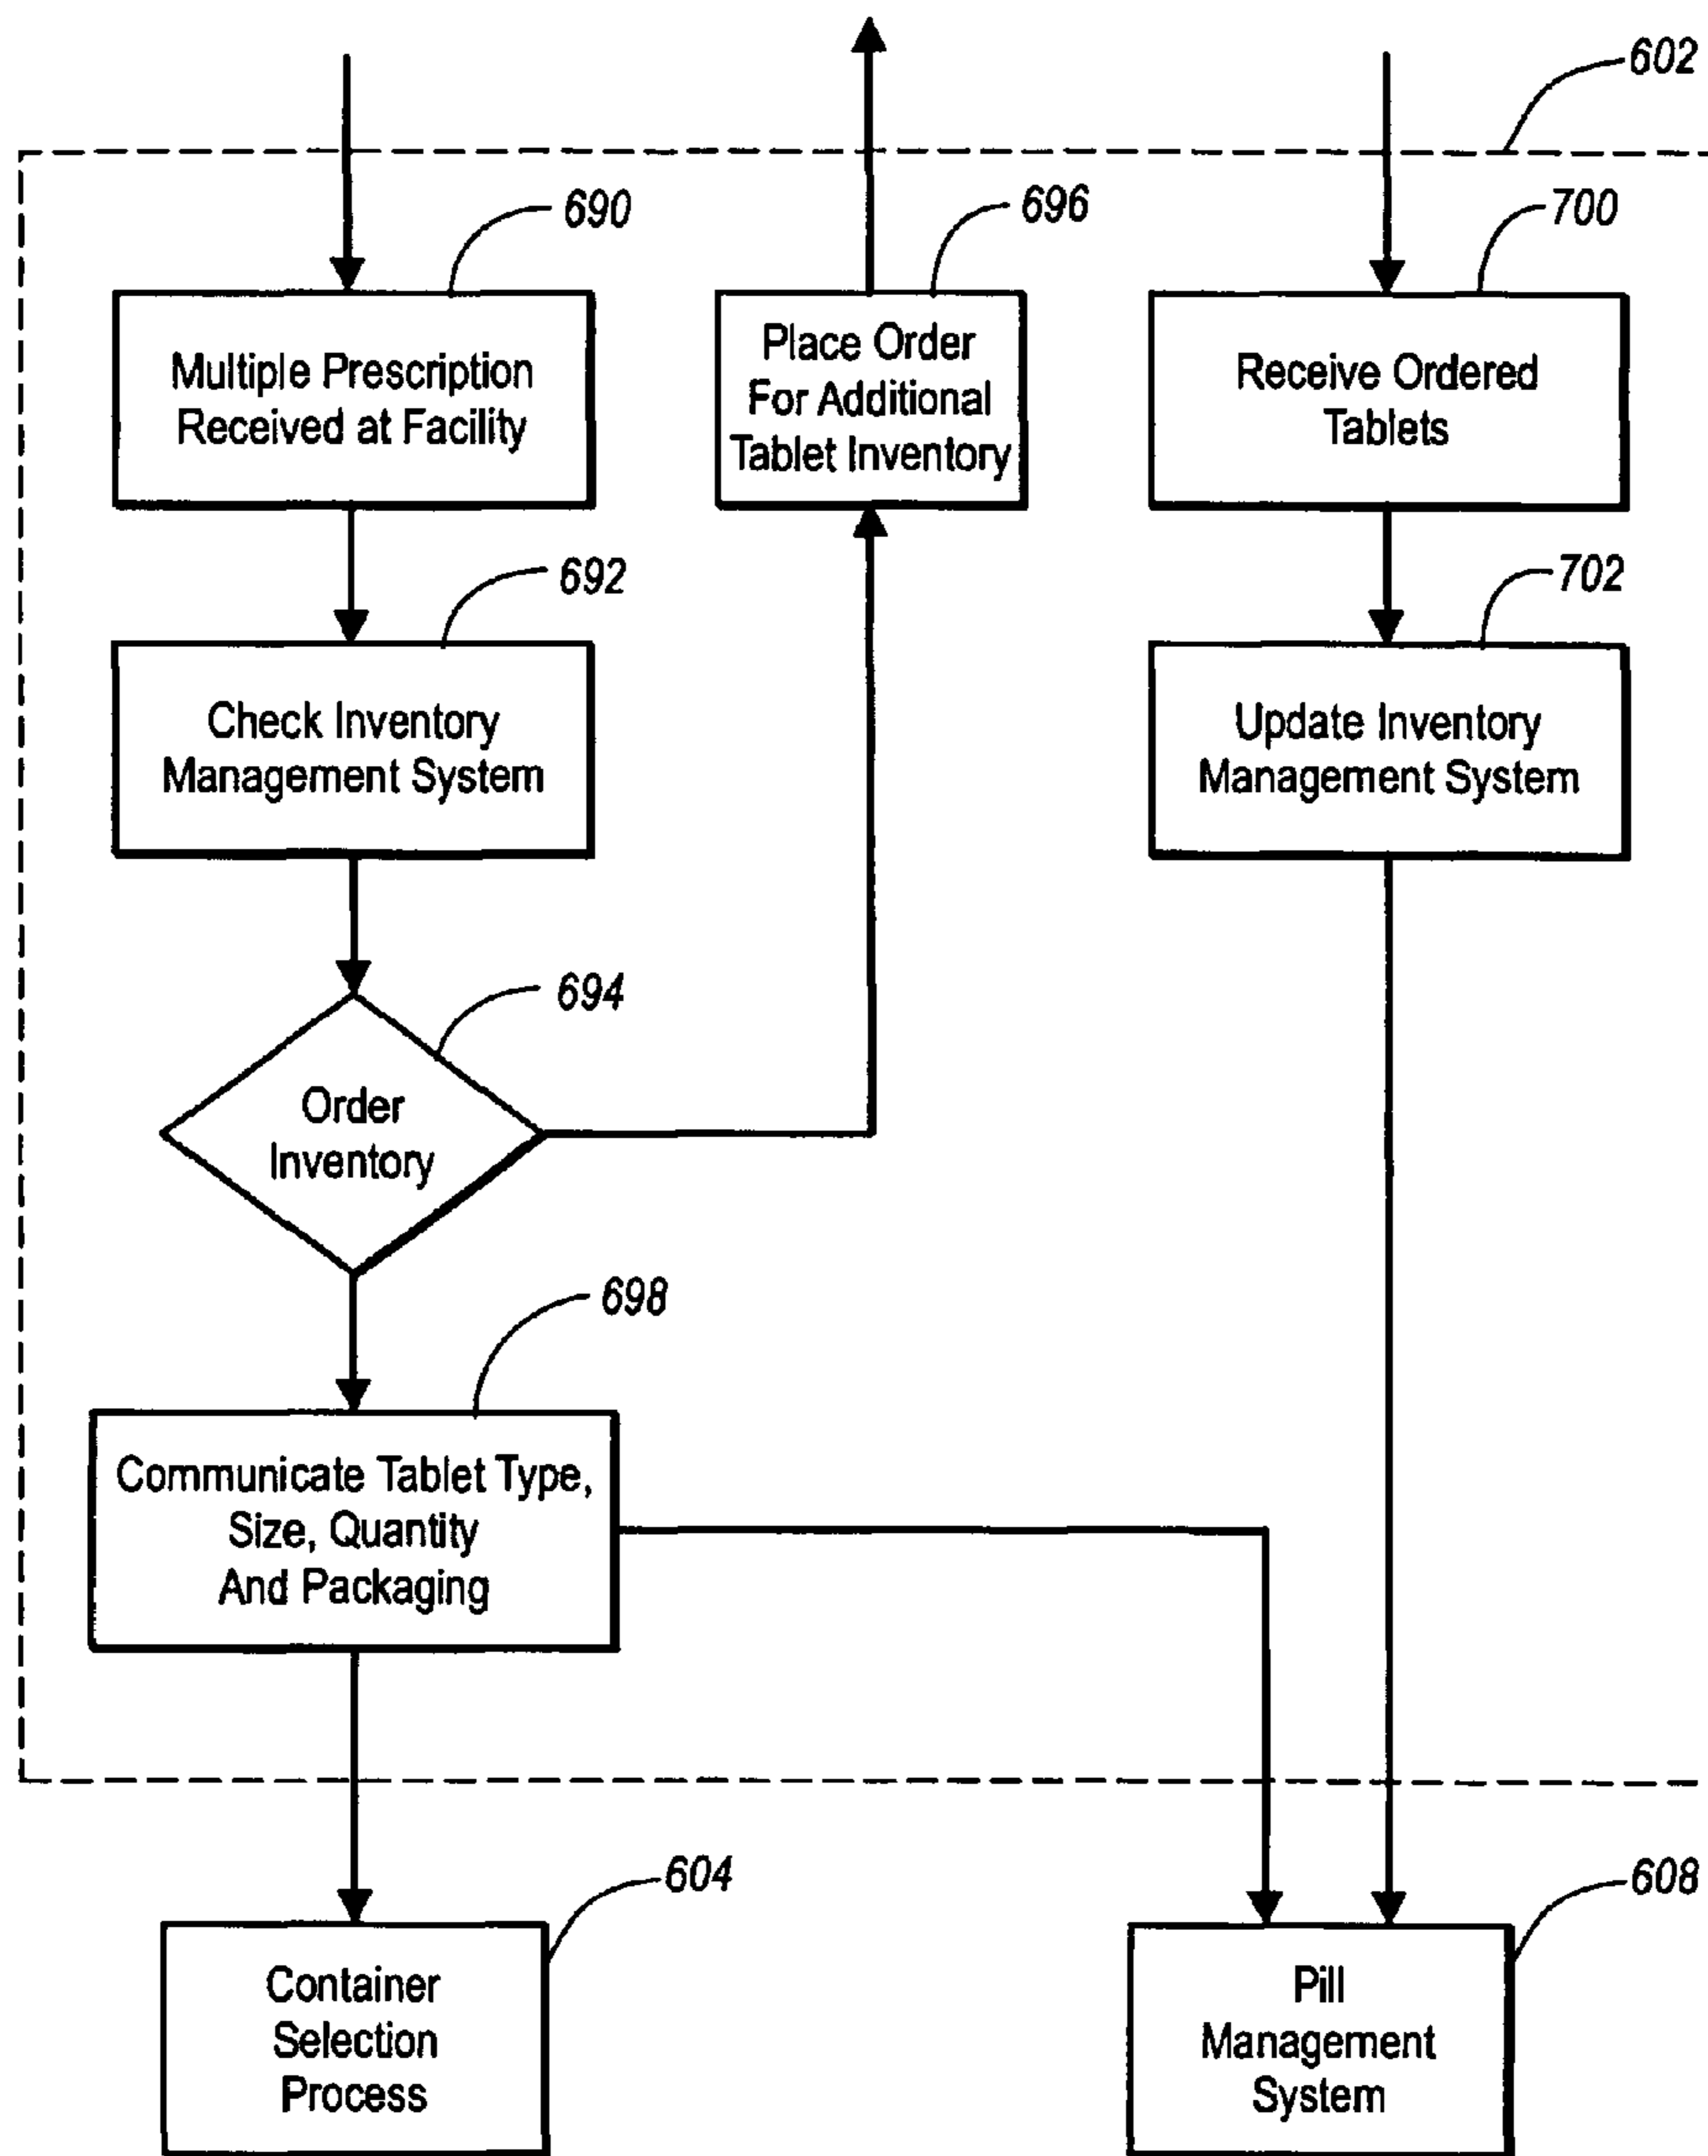 602
690
696
700
Multiple Prescription
Received at Facility
Place Order
For Additional
Tablet Inventory
Receive Ordered
Tablets
692
702
Check Inventory
Management System
Update Inventory
Management System
694
Order
Inventory
698
Communicate Tablet Type,
Size, Quantity
And Packaging
604
608
Container
Selection
Process
Pill
Management
System